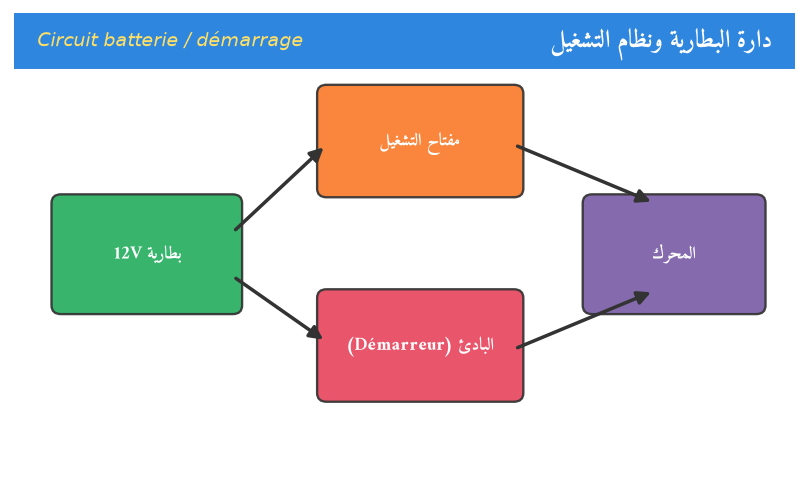 دارة البطارية ونظام التشغيل
Circuit batterie / démarrage
مفتاح التشغيل
بطارية 12V
المحرك
البادئ (Démarreur)